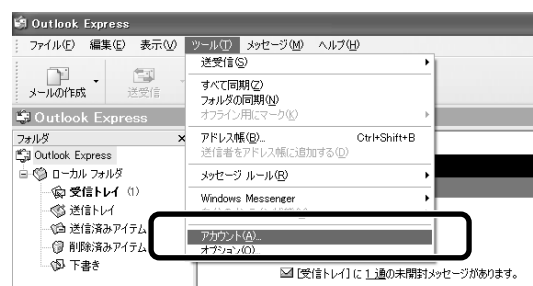 Outlook Express
ファイル(F) 編集(E) 表示(V) ツール(T) メッセージ(M) ヘルプ(H)
メールの作成 送受信
送受信(S)
すべて同期(Z)
フォルダの同期(N)
オフライン用にマーク(K)
アドレス帳(B)... Ctrl+Shift+B
送信者をアドレス帳に追加する(D)
メッセージ ルール(R)
Windows Messenger
アカウント(A)...
オプション(O)...
Outlook Express
フォルダ ×
Outlook Express
ローカル フォルダ
受信トレイ (1)
送信トレイ
送信済みアイテム
削除済みアイテム
下書き
[受信トレイ] に 1 通の未開封メッセージがあります。